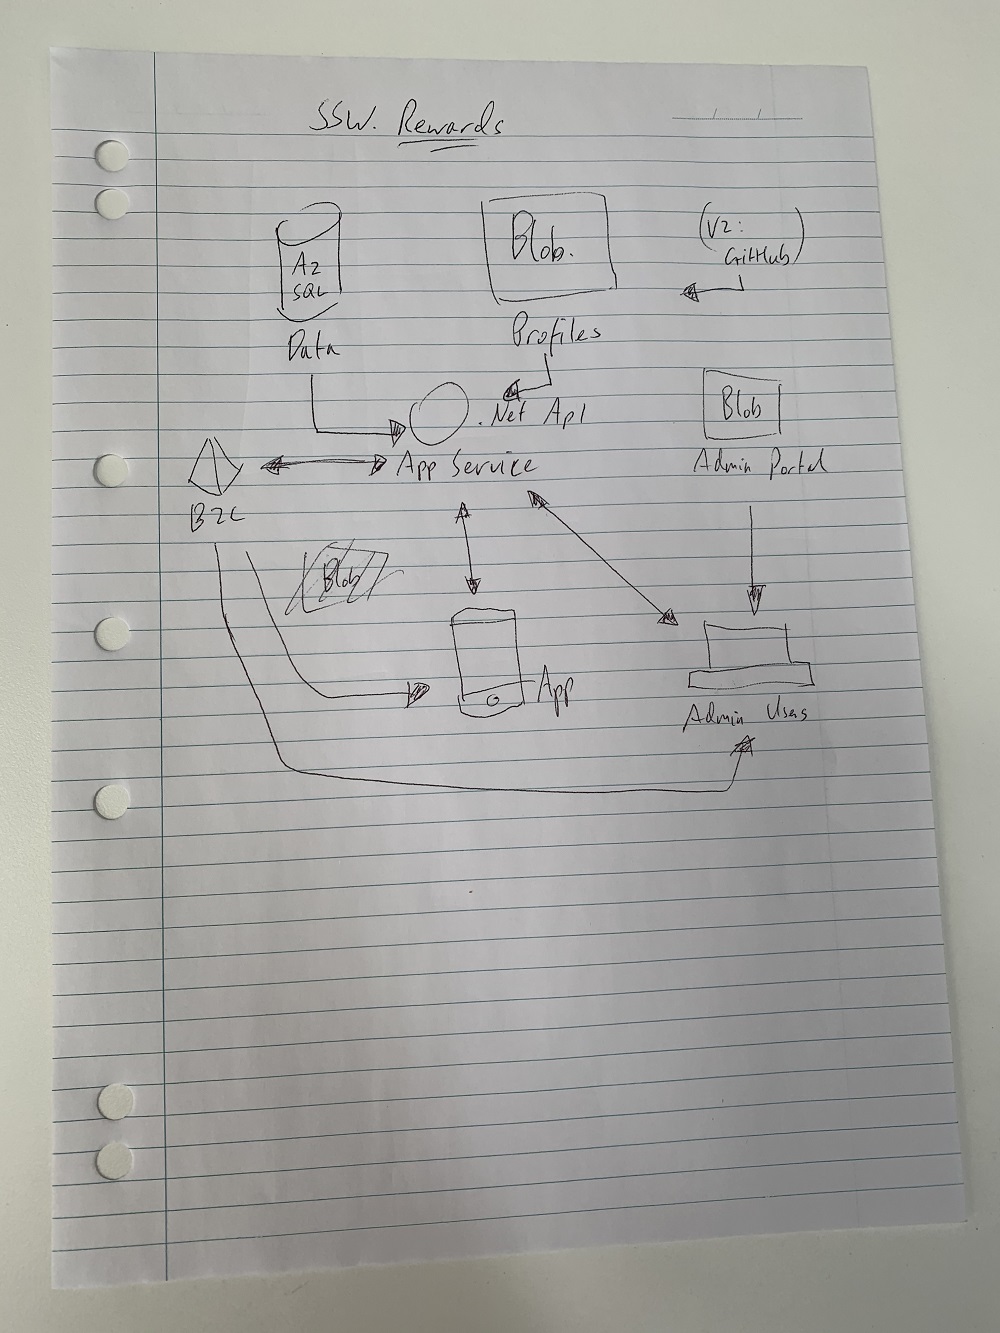 SSW. Rewards
Az
SQL
Data
Blob.
Profiles
(V2:
GitHub)
.Net API
App Service
Blob
Admin Portal
B2C
Blob
App
Admin Users